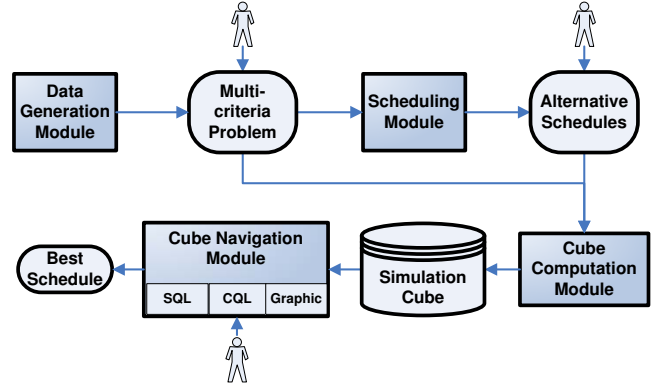 Data
Generation
Module
Multi-
criteria
Problem
Scheduling
Module
Alternative
Schedules
Best
Schedule
Cube Navigation
Module
SQL
CQL
Graphic
Simulation
Cube
Cube
Computation
Module